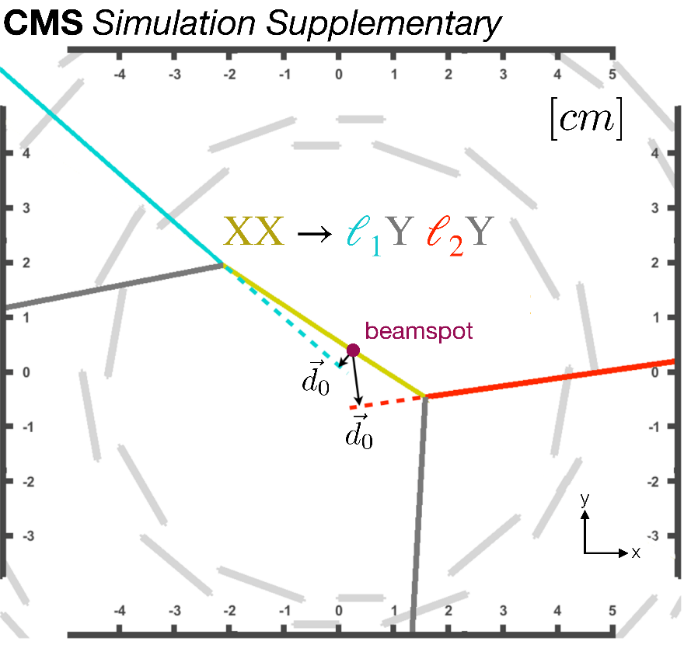 CMS Simulation Supplementary
-4 -3 -2 -1 0 1 2 3 4 5
[cm]
4 4
3 3
XX → ℓ₁Y ℓ₂Y
2 2
1 1
beamspot
0 0
d⃗₀
-1 -1
d⃗₀
-2 -2
y
-3 -3
x
-4 -3 -2 -1 0 1 2 3 4 5